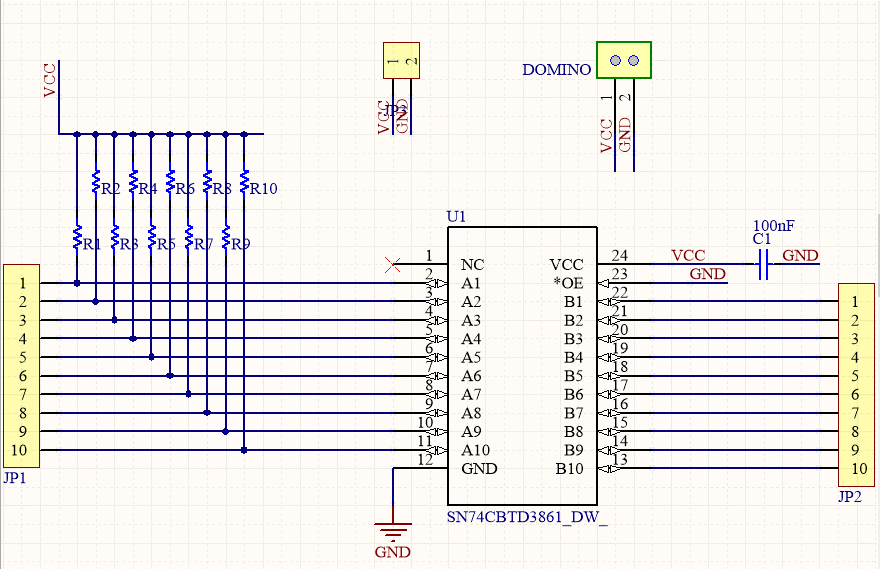 VCC
1 2
VCC
GND
JP3
DOMINO
1
2
VCC
GND
R2 R4 R6 R8 R10
R1 R3 R5 R7 R9
U1
100nF
C1
1 NC VCC 24 VCC GND
2 A1 *OE 23 GND
3 A2 B1 22
4 A3 B2 21
5 A4 B3 20
6 A5 B4 19
7 A6 B5 18
8 A7 B6 17
9 A8 B7 16
10 A9 B8 15
11 A10 B9 14
12 GND B10 13
SN74CBTD3861_DW_
GND
1
2
3
4
5
6
7
8
9
10
JP1
1
2
3
4
5
6
7
8
9
10
JP2